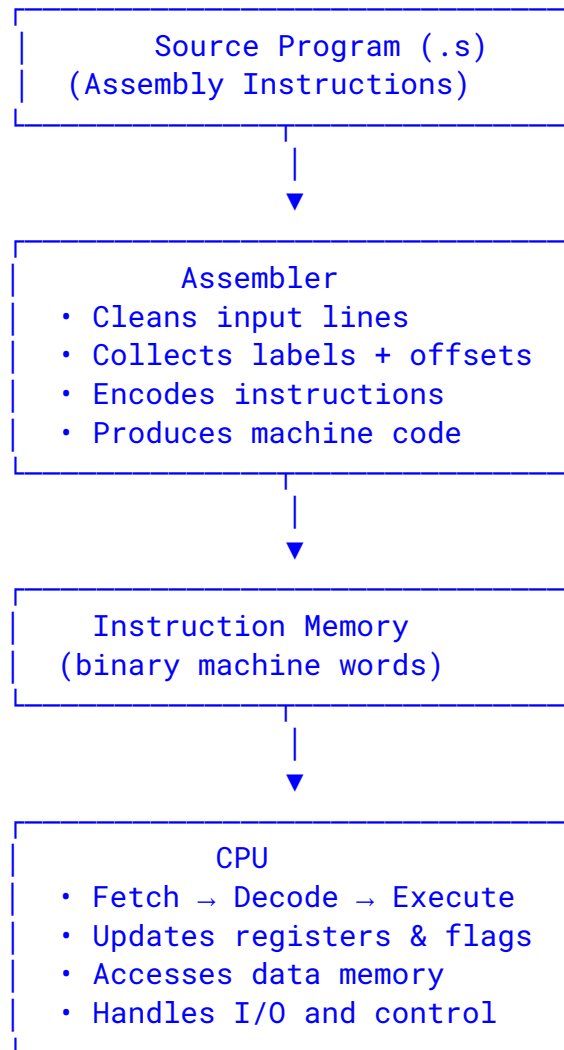 Source Program (.s)
(Assembly Instructions)
Assembler
• Cleans input lines
• Collects labels + offsets
• Encodes instructions
• Produces machine code
Instruction Memory
(binary machine words)
CPU
• Fetch → Decode → Execute
• Updates registers & flags
• Accesses data memory
• Handles I/O and control